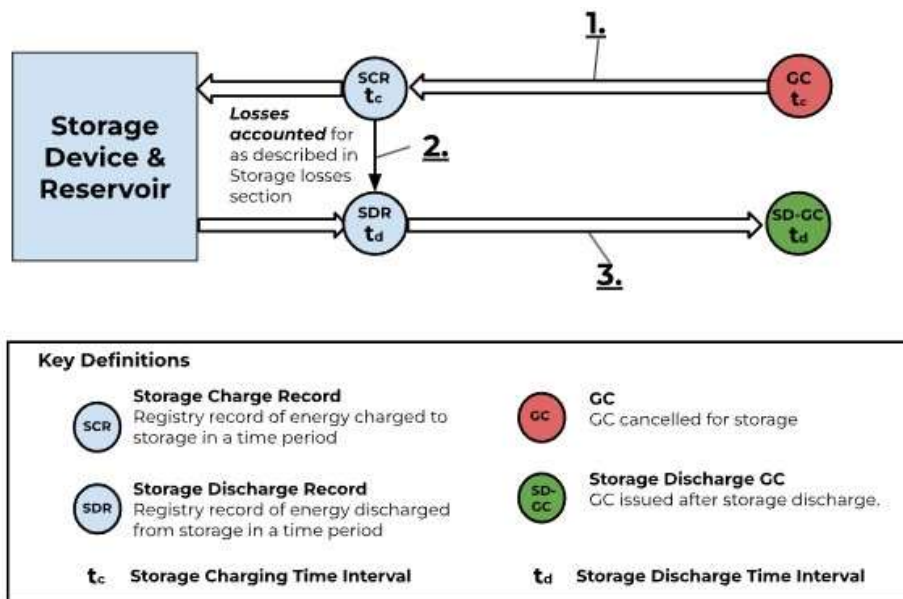 1.
SCR
tc
GC
tc
Storage
Device &
Reservoir
Losses
accounted for
as described in
Storage losses
section
2.
SDR
td
SD-GC
td
3.
Key Definitions
SCR
Storage Charge Record
Registry record of energy charged to
storage in a time period
GC
GC
GC cancelled for storage
SDR
Storage Discharge Record
Registry record of energy discharged
from storage in a time period
SD-
GC
Storage Discharge GC
GC issued after storage discharge.
tc Storage Charging Time Interval
td Storage Discharge Time Interval